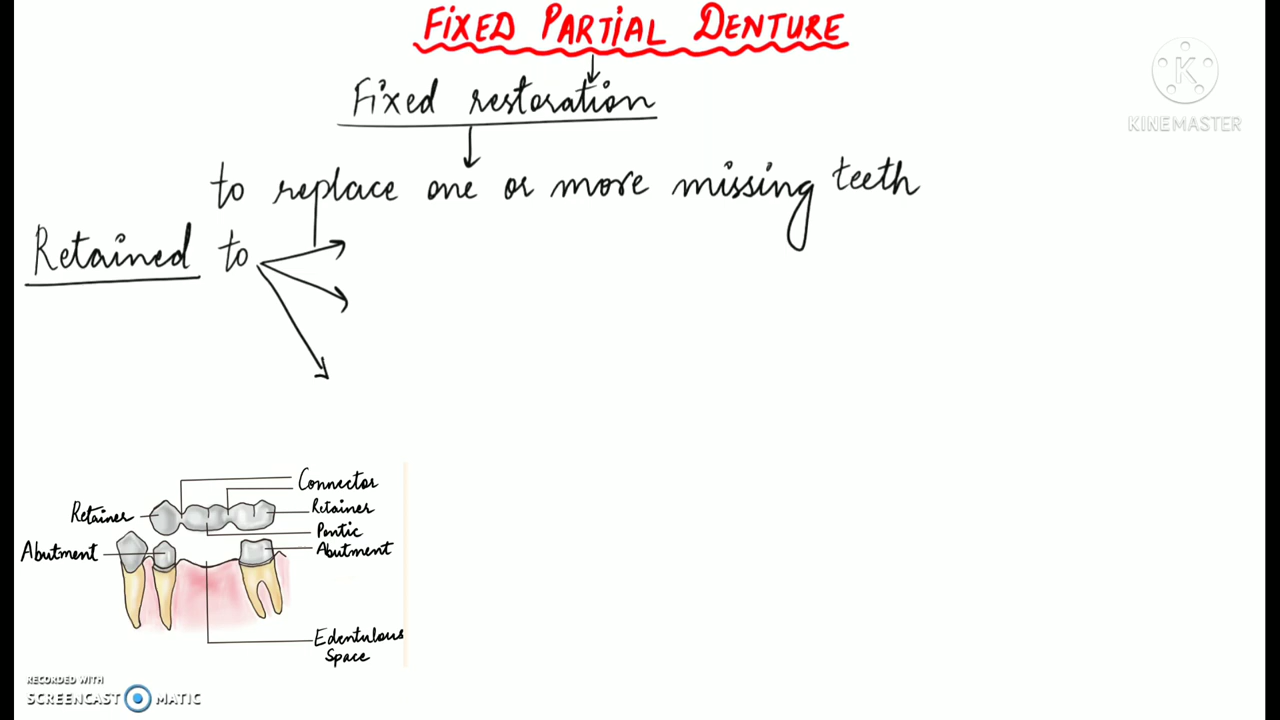 FIXED PARTIAL DENTURE
Fixed restoration
KINEMASTER
to replace one or more missing teeth
Retained to
Connector
Retainer
Retainer
Pontic
Abutment
Abutment
Edentulous
Space
RECORDED WITH
SCREENCAST MATIC